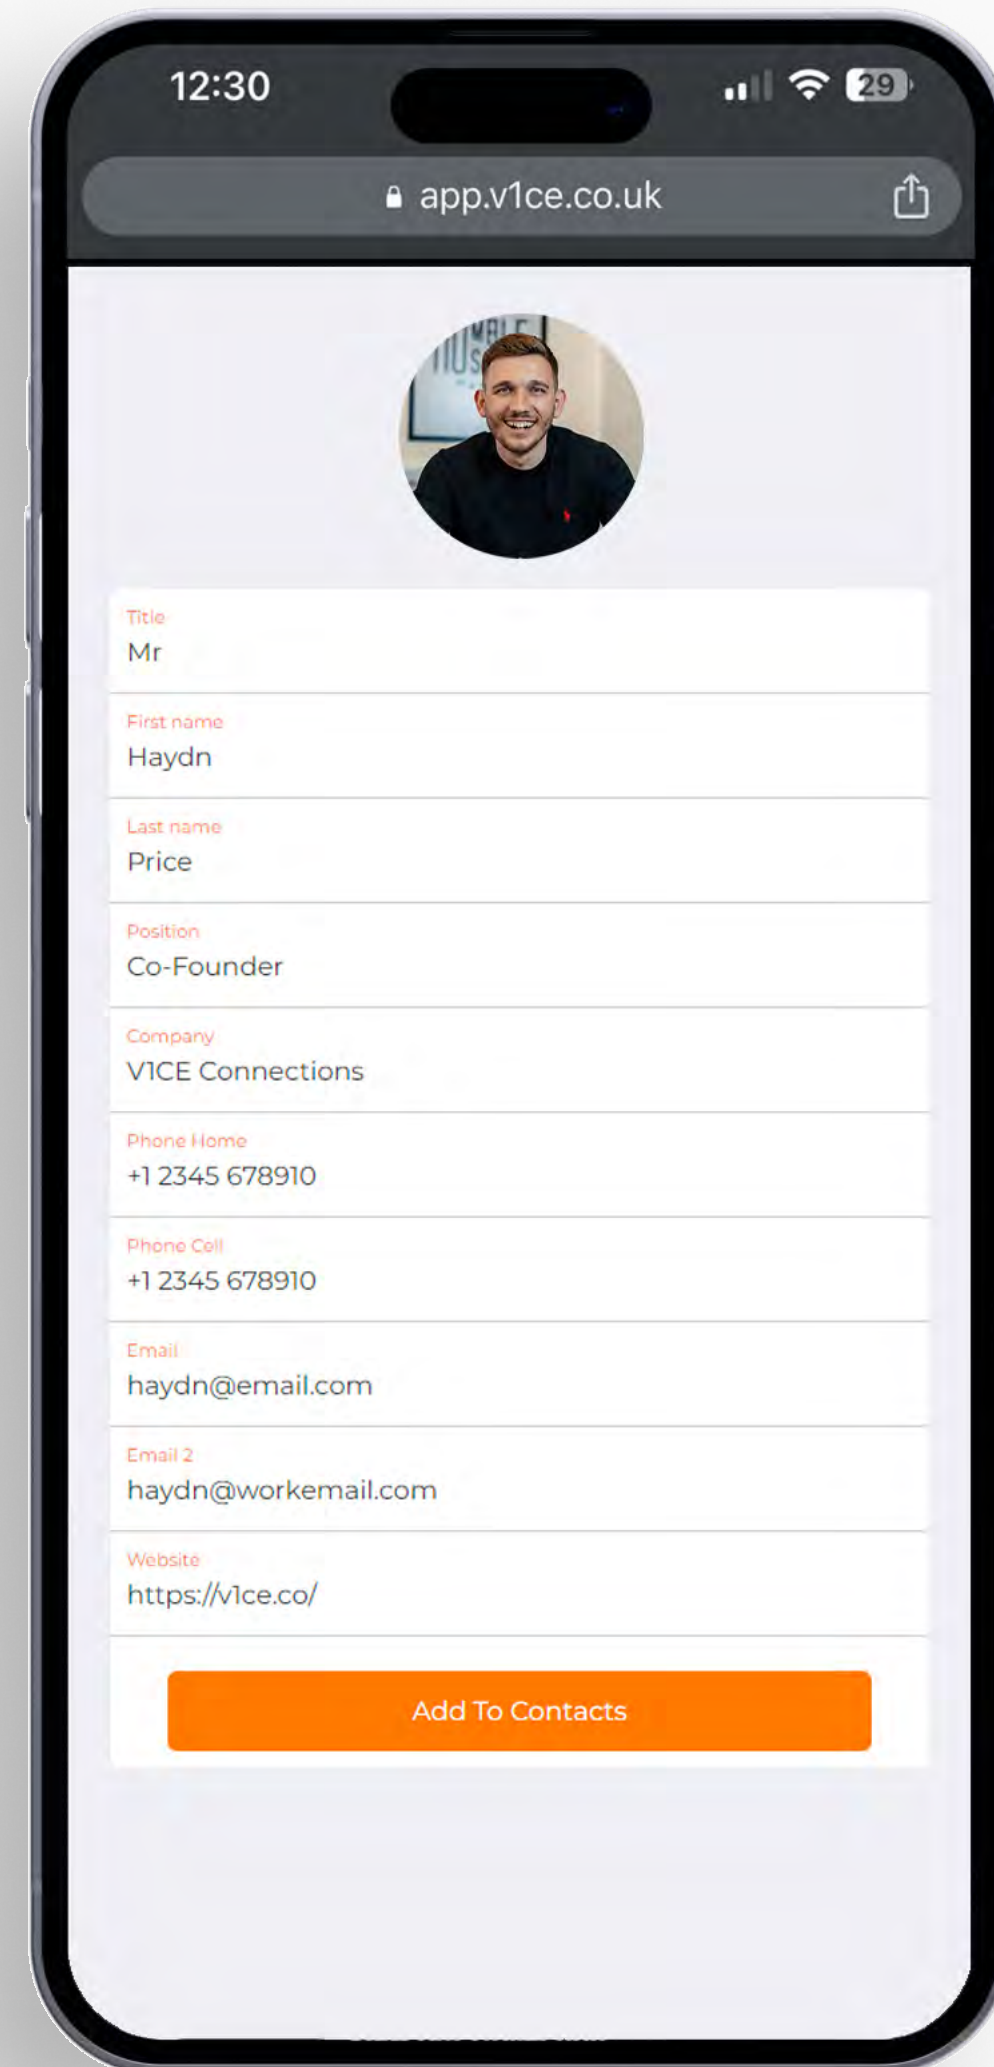 12:30
29
app.v1ce.co.uk
Title
Mr
First name
Haydn
Last name
Price
Position
Co-Founder
Company
V1CE Connections
Phone Home
+1 2345 678910
Phone Cell
+1 2345 678910
Email
haydn@email.com
Email 2
haydn@workemail.com
Website
https://v1ce.co/
Add To Contacts